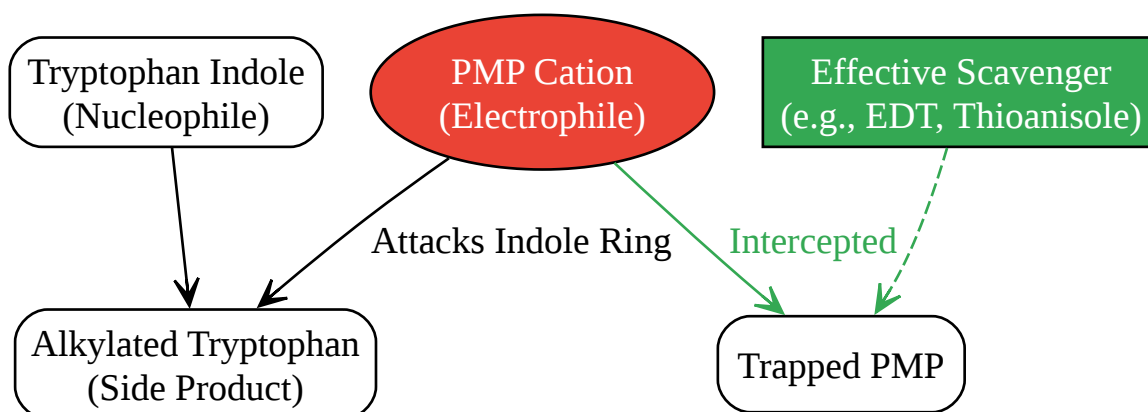 Tryptophan Indole
(Nucleophile)
PMP Cation
(Electrophile)
Effective Scavenger
(e.g., EDT, Thioanisole)
Attacks Indole Ring
Intercepted
Alkylated Tryptophan
(Side Product)
Trapped PMP